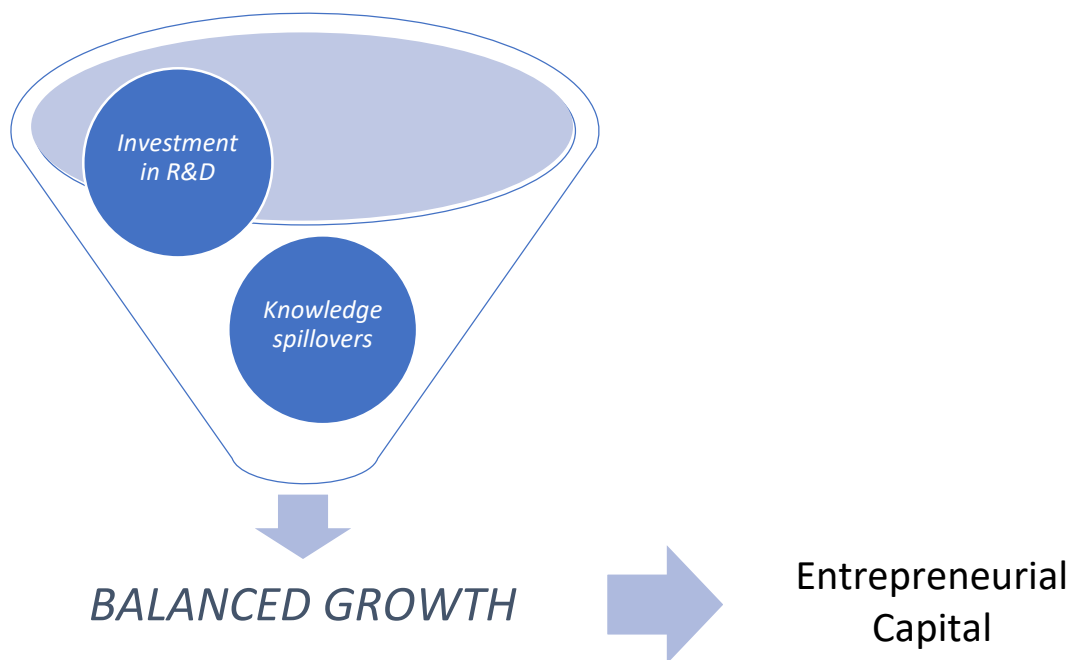 Investment
in R&D
Knowledge
spillovers
BALANCED GROWTH
Entrepreneurial
Capital